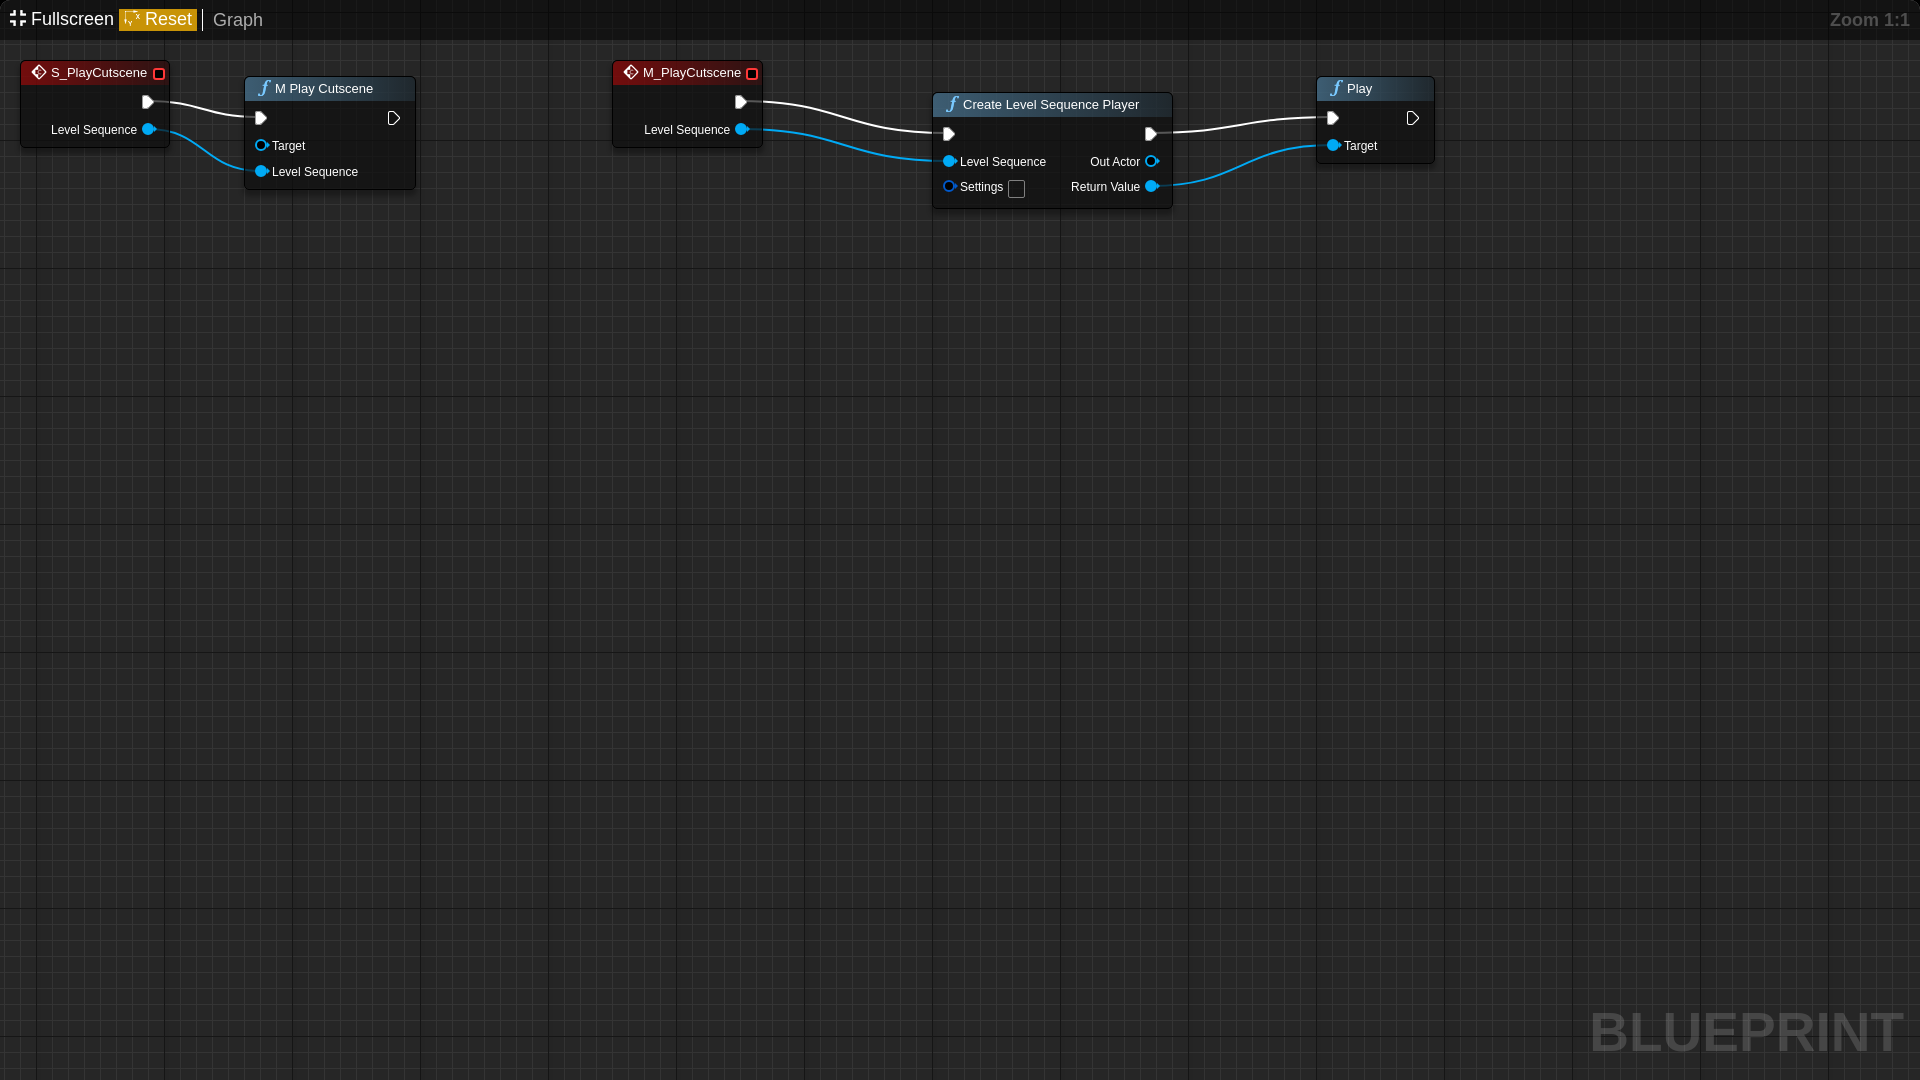 Fullscreen Reset Graph Zoom 1:1
S_PlayCutscene
Level Sequence
M Play Cutscene
Target
Level Sequence
M_PlayCutscene
Level Sequence
Create Level Sequence Player
Level Sequence Out Actor
Settings Return Value
Play
Target
BLUEPRINT